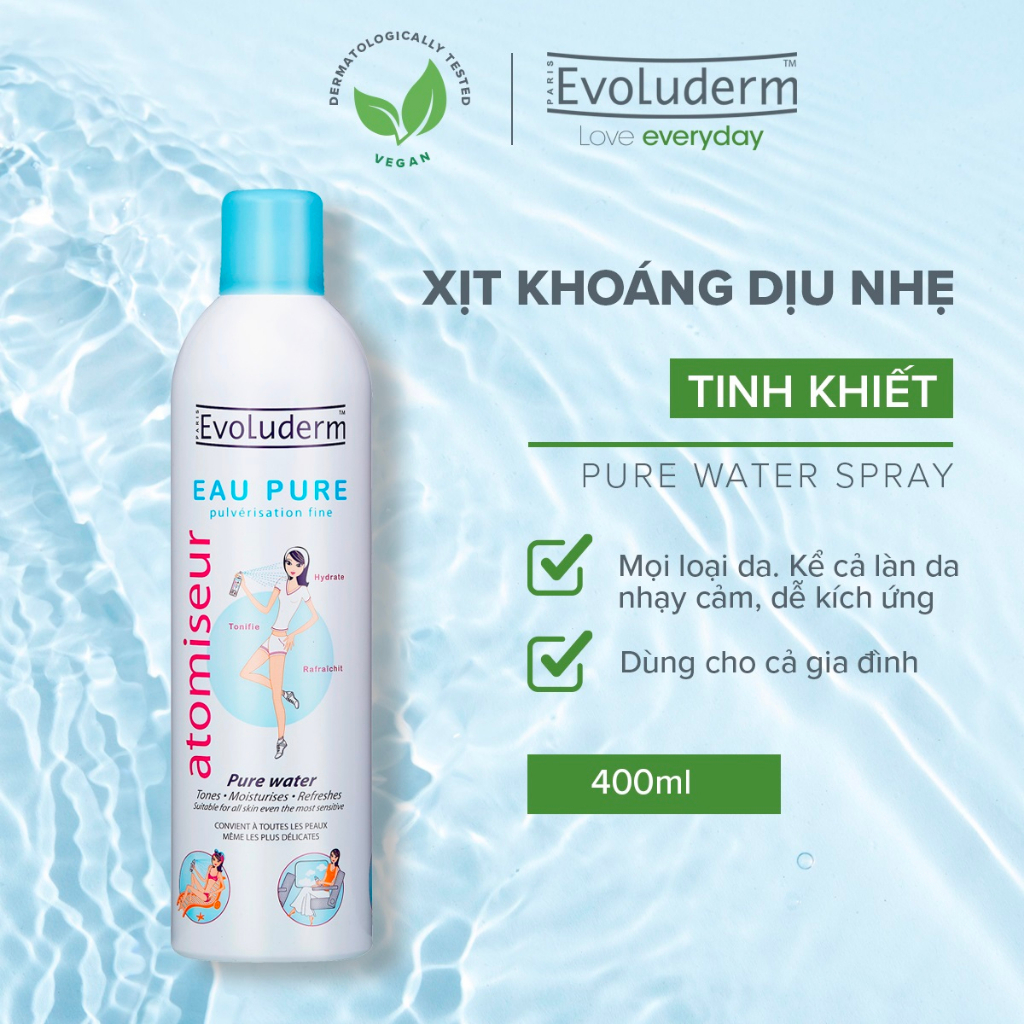 DERMATOLOGICALLY TESTED
VEGAN
PARIS
Evoluderm™
Love everyday
XỊT KHOÁNG DỊU NHẸ
TINH KHIẾT
PURE WATER SPRAY
Mọi loại da. Kể cả làn da
nhạy cảm, dễ kích ứng
Dùng cho cả gia đình
400ml
PARIS
Evoluderm™
EAU PURE
pulvérisation fine
atomiseur
Hydrate
Tonifie
Rafraîchit
Pure water
Tones • Moisturises • Refreshes
Suitable for all skin even the most sensitive
CONVIENT À TOUTES LES PEAUX
MÊME LES PLUS DÉLICATES